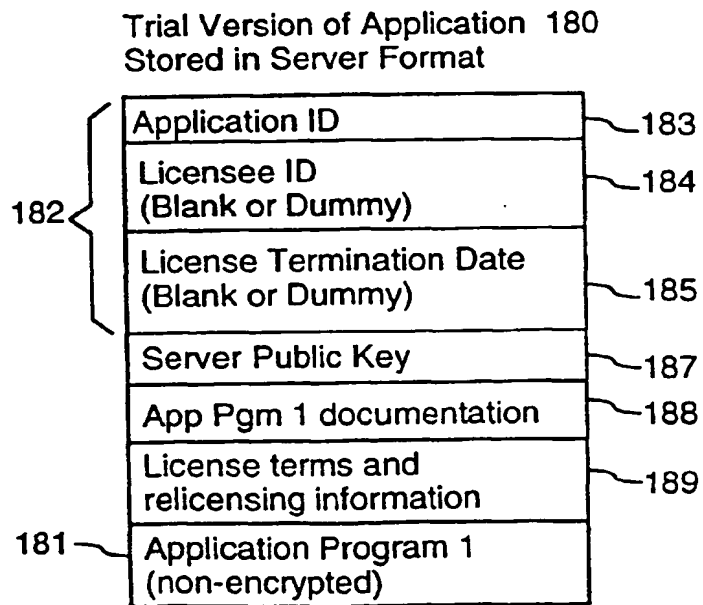 Trial Version of Application 180
Stored in Server Format
Application ID
183
Licensee ID
(Blank or Dummy)
184
182
License Termination Date
(Blank or Dummy)
185
Server Public Key
187
App Pgm 1 documentation
188
License terms and
relicensing information
189
181
Application Program 1
(non-encrypted)